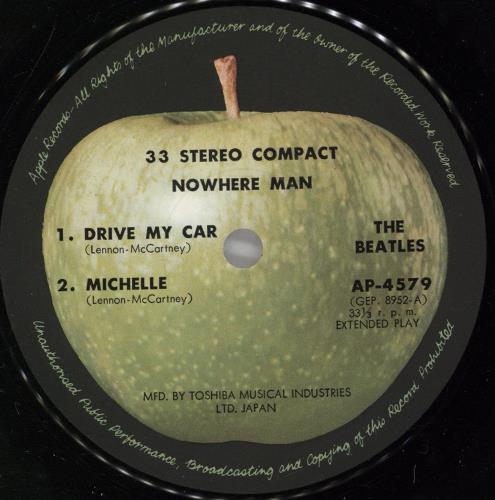 Apple Records-All Rights of the Manufacturer and of the Owner of the Recorded Work Reserved
33 STEREO COMPACT
NOWHERE MAN
1. DRIVE MY CAR
(Lennon-McCartney)
2. MICHELLE
(Lennon-McCartney)
THE
BEATLES
AP-4579
(GEP. 8952-A)
33⅓ r. p. m.
EXTENDED PLAY
MFD. BY TOSHIBA MUSICAL INDUSTRIES
LTD. JAPAN
Unauthorised Public Performance, Broadcasting and Copying of this Record Prohibited